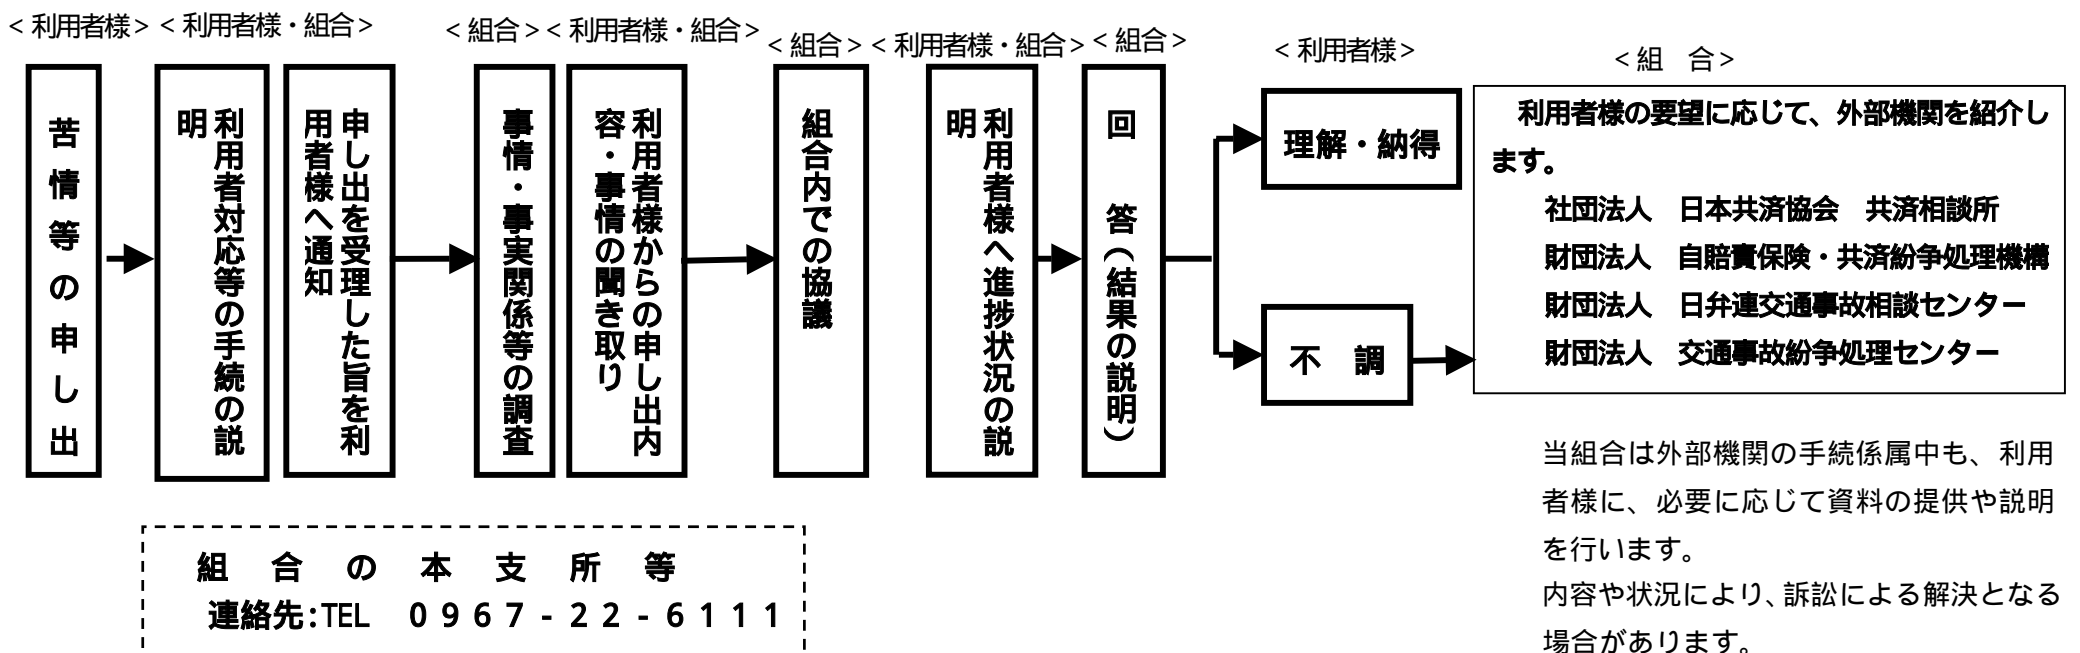 ＜利用者様＞
＜利用者様・組合＞
＜組合＞
＜利用者様・組合＞
＜組合＞
＜利用者様・組合＞
＜組合＞
＜利用者様＞
＜組　合＞
苦情等の申し出
利用者対応等の手続の説
明
申し出を受理した旨を利
用者様へ通知
事情・事実関係等の調査
利用者様からの申し出内
容・事情の聞き取り
組合内での協議
利用者様へ進捗状況の説
明
回　答（結果の説明）
理解・納得
不　調
利用者様の要望に応じて、外部機関を紹介し
ます。
社団法人　日本共済協会　共済相談所
財団法人　自賠責保険・共済紛争処理機構
財団法人　日弁連交通事故相談センター
財団法人　交通事故紛争処理センター
当組合は外部機関の手続係属中も、利用
者様に、必要に応じて資料の提供や説明
を行います。
内容や状況により、訴訟による解決となる
場合があります。
組　合　の　本　支　所　等
連絡先:TEL　０９６７-２２-６１１１